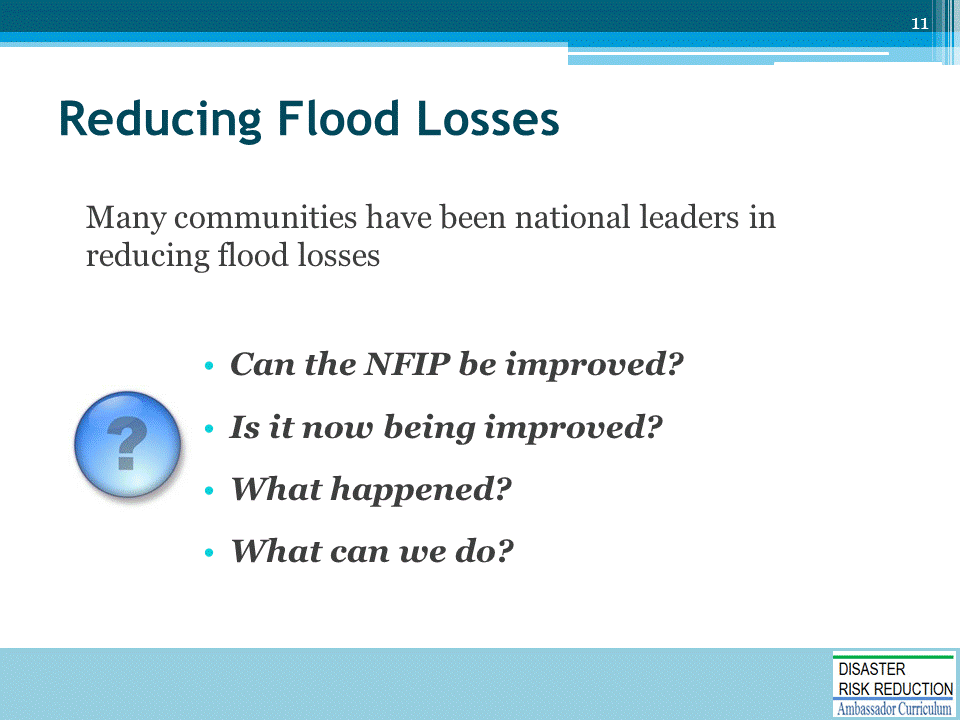 11
Reducing Flood Losses
Many communities have been national leaders in
reducing flood losses
• Can the NFIP be improved?
• Is it now being improved?
• What happened?
• What can we do?
?
DISASTER
RISK REDUCTION
Ambassador Curriculum